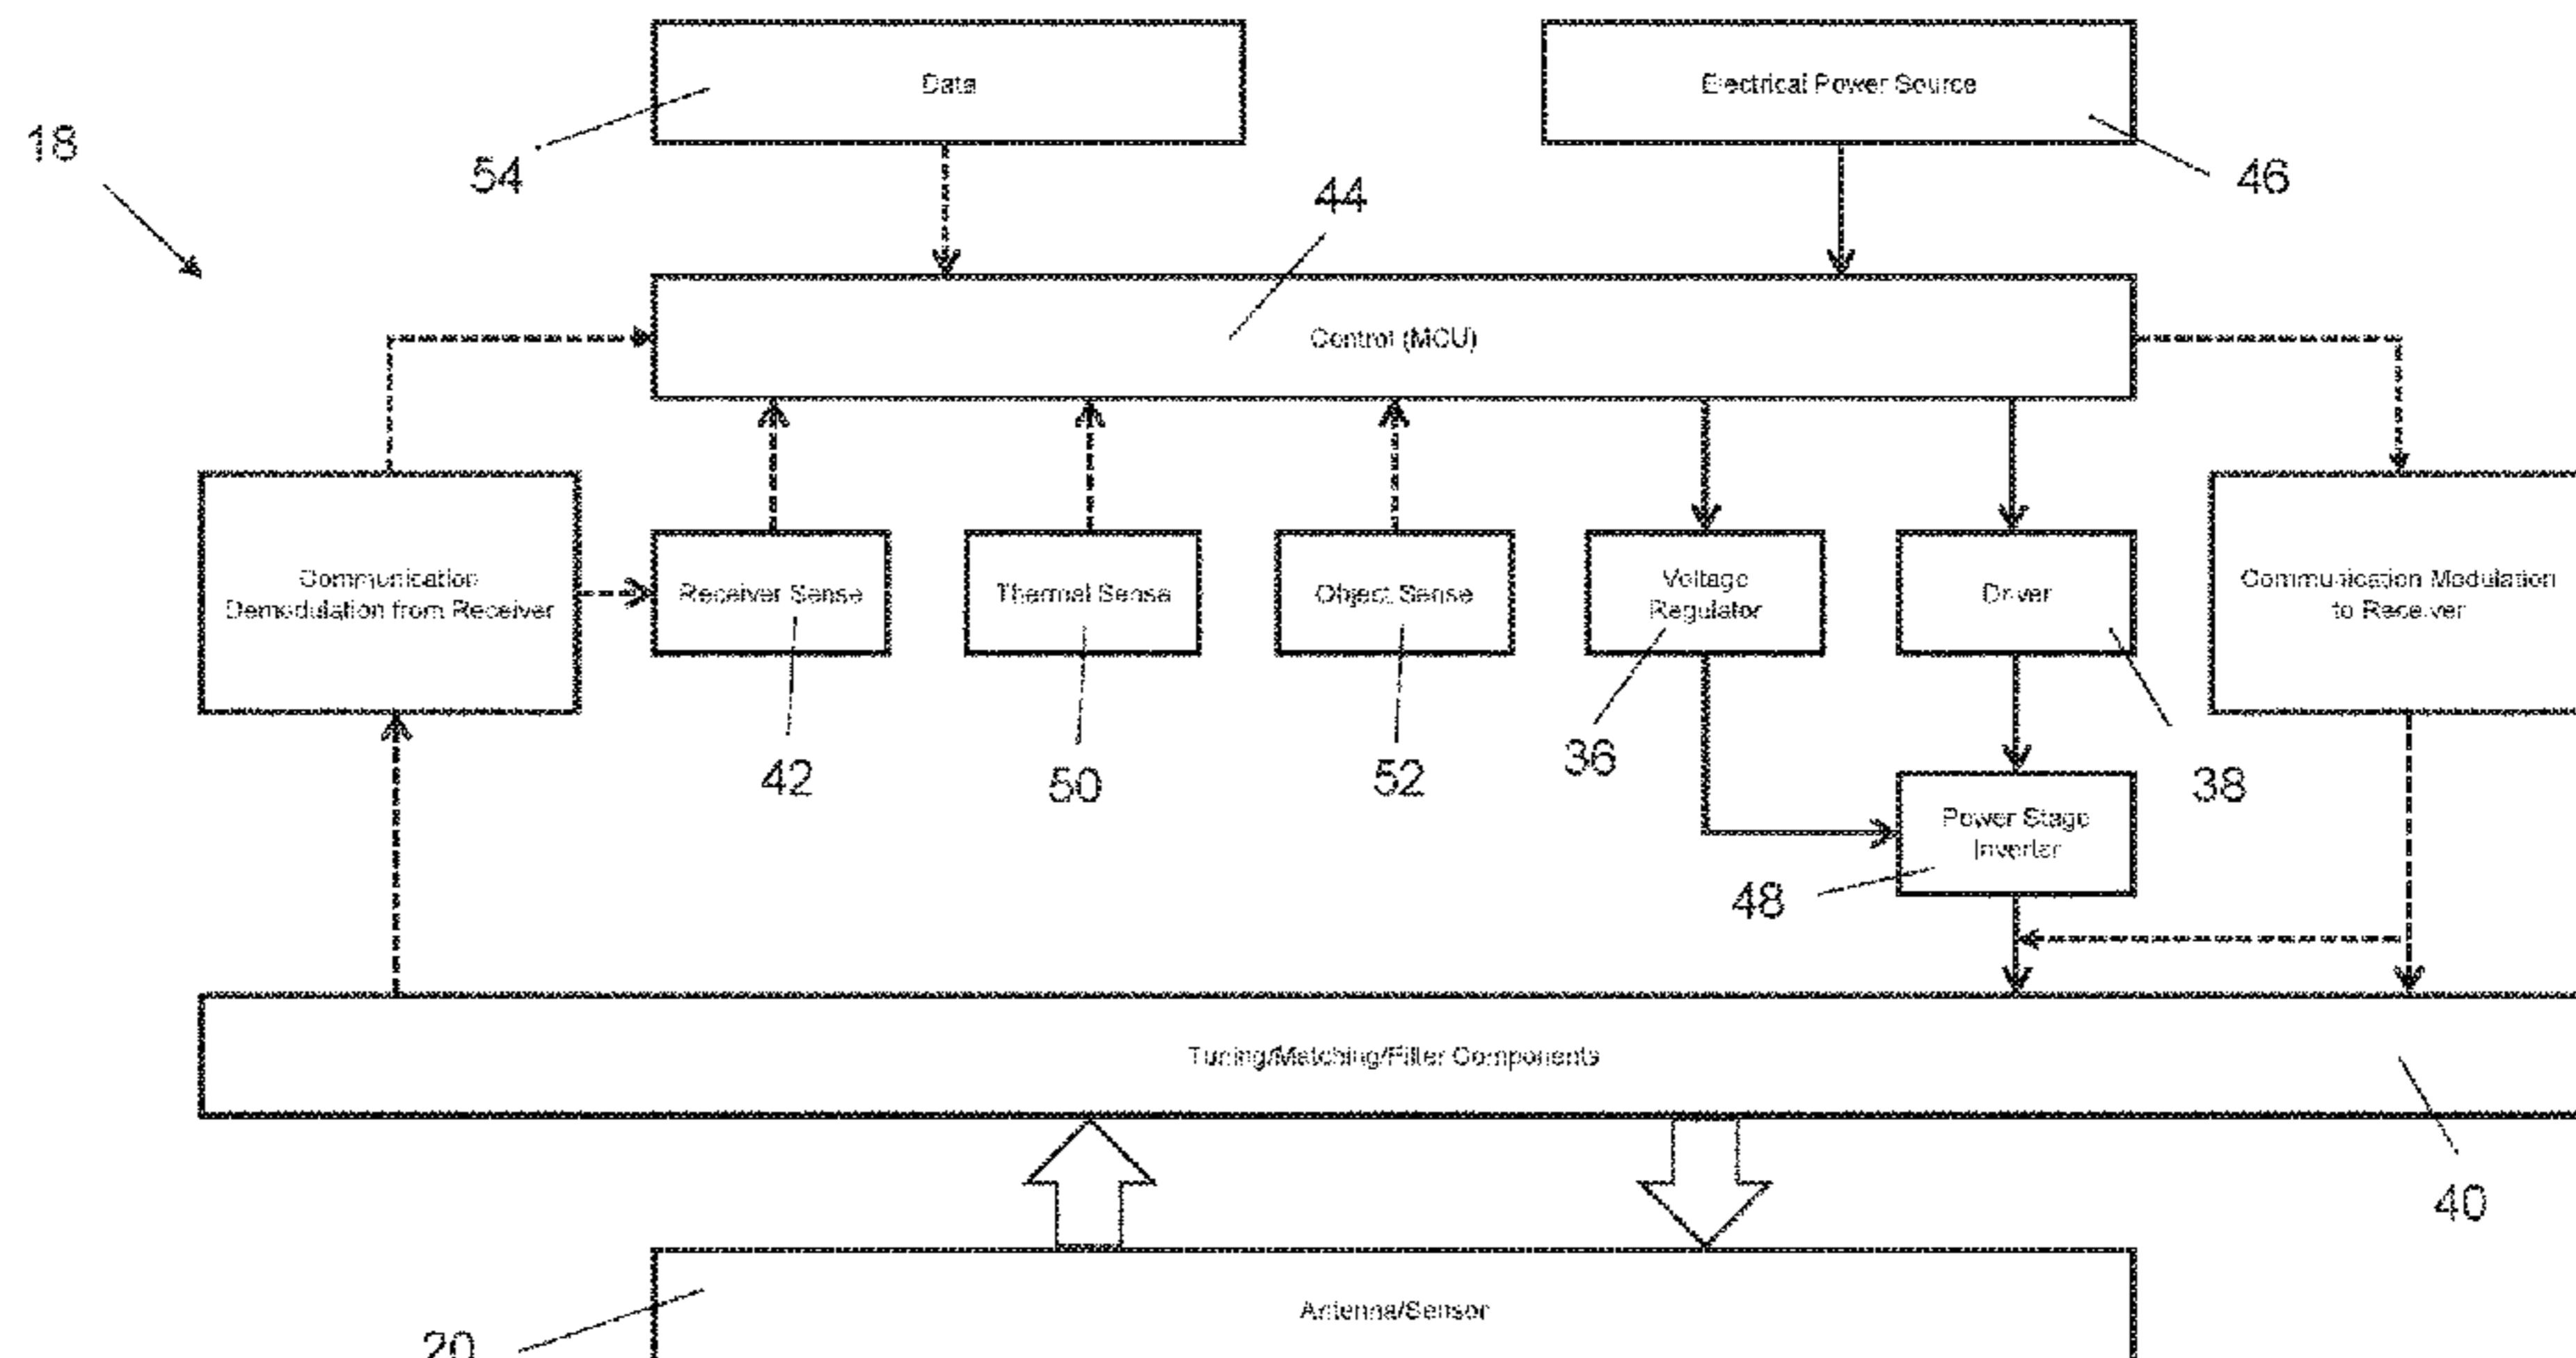 Data
Electrical Power Source
18
54
46
44
Control (MCU)
Communication
Demodulation from Receiver
Receiver Sense
Thermal Sense
Object Sense
Voltage
Regulator
Driver
Communication Modulation
to Receiver
42
50
52
36
38
Power Stage
Inverter
48
Tuning/Matching/Filter Components
40
Antenna/Sensor
20